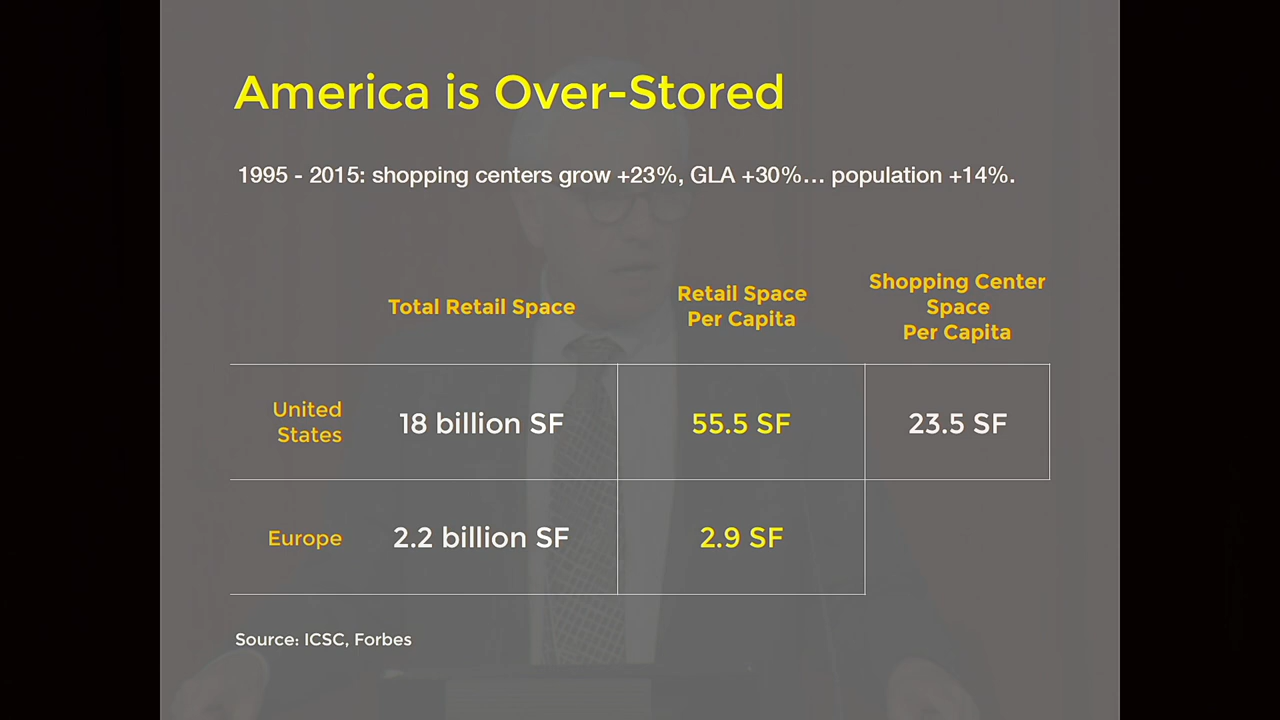 America is Over-Stored
1995 - 2015: shopping centers grow +23%, GLA +30%... population +14%.
Total Retail Space
Retail Space
Per Capita
Shopping Center
Space
Per Capita
United
States
18 billion SF
55.5 SF
23.5 SF
Europe
2.2 billion SF
2.9 SF
Source: ICSC, Forbes